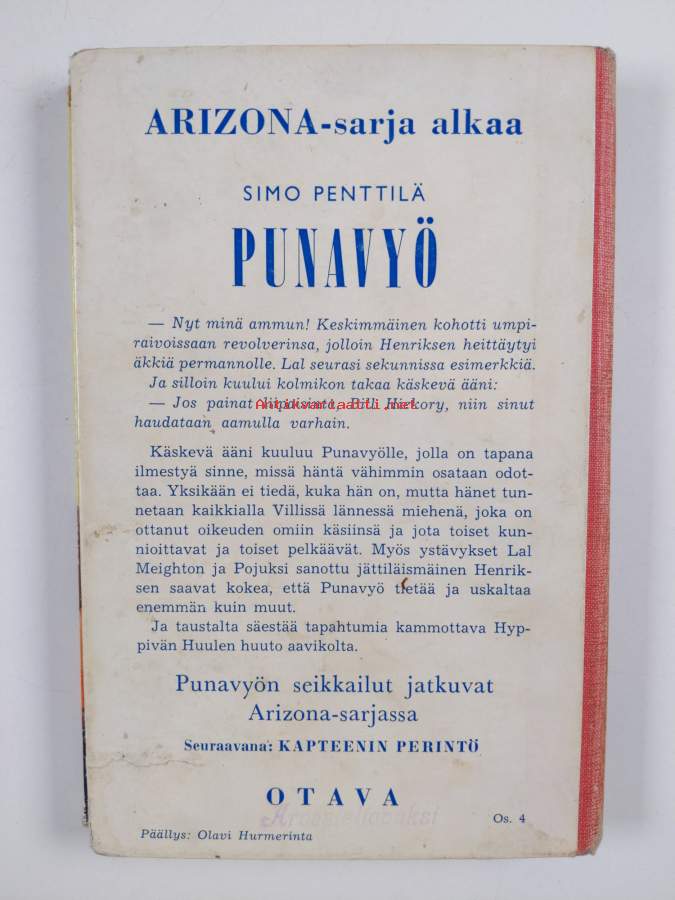 ARIZONA-sarja alkaa
SIMO PENTTILÄ
PUNAVYÖ
— Nyt minä ammun! Keskimmäinen kohotti umpi-
raivoissaan revolverinsa, jolloin Henriksen heittäytyi
äkkiä permannolle. Lal seurasi sekunnissa esimerkkiä.
Ja silloin kuului kolmikon takaa käskevä ääni:
— Jos painat liipaisinta, Bill Hickory, niin sinut
Antikvariaatti.net
haudataan aamulla varhain.
Käskevä ääni kuuluu Punavyölle, jolla on tapana
ilmestyä sinne, missä häntä vähimmin osataan odot-
taa. Yksikään ei tiedä, kuka hän on, mutta hänet tun-
netaan kaikkialla Villissä lännessä miehenä, joka on
ottanut oikeuden omiin käsiinsä ja jota toiset kun-
nioittavat ja toiset pelkäävät. Myös ystävykset Lal
Meighton ja Pojuksi sanottu jättiläismäinen Henrik-
sen saavat kokea, että Punavyö tietää ja uskaltaa
enemmän kuin muut.
Ja taustalta säestää tapahtumia kammottava Hyp-
pivän Huulen huuto aavikolta.
Punavyön seikkailut jatkuvat
Arizona-sarjassa
Seuraavana: KAPTEENIN PERINTÖ
OTAVA
Arvosteltavaksi
Os. 4
Päällys: Olavi Hurmerinta